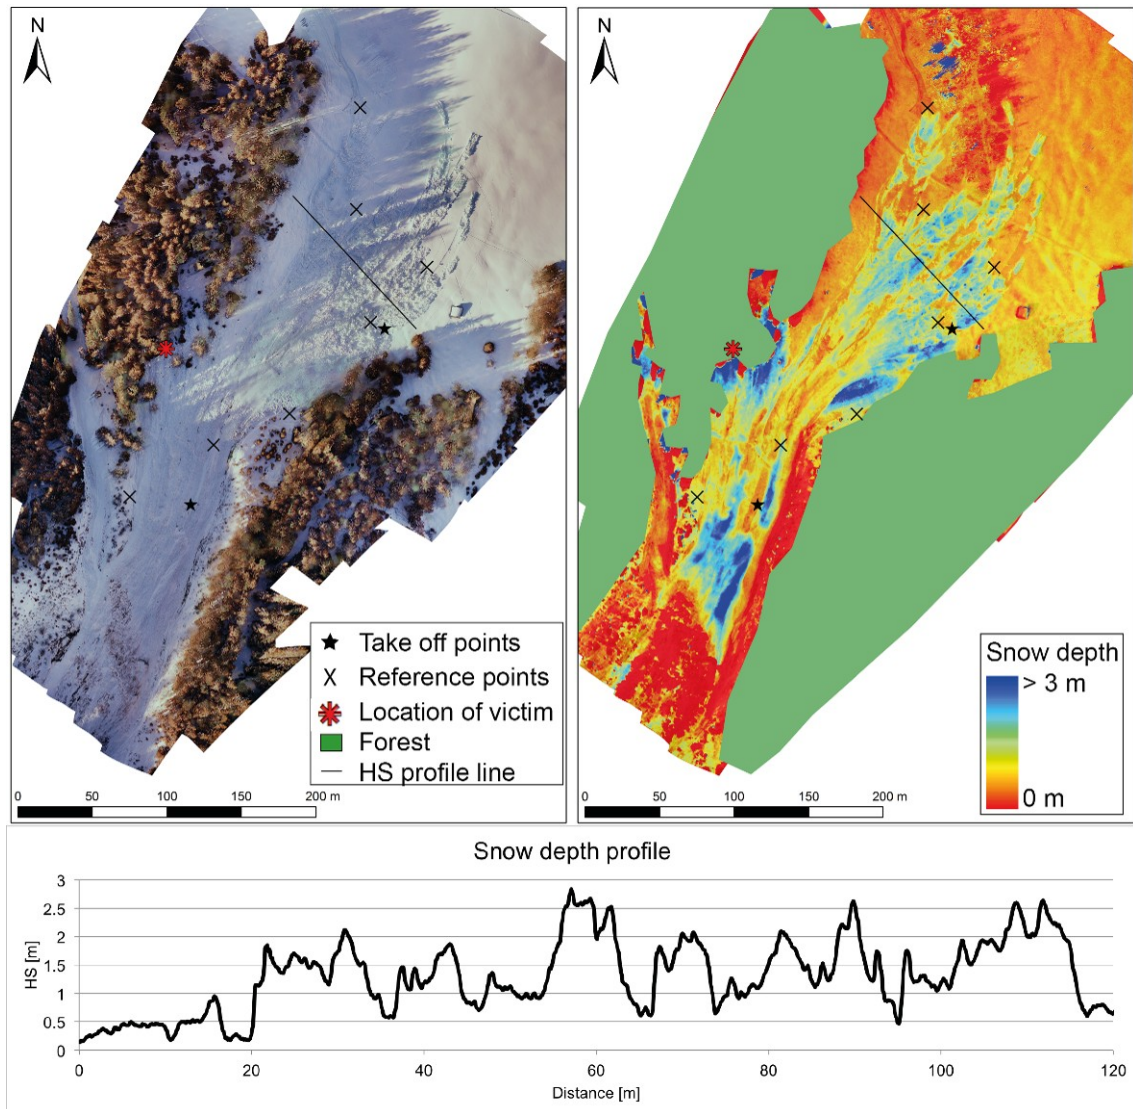 N
★ Take off points
X Reference points
Location of victim
Forest
HS profile line
0 50 100 150 200 m
N
Snow depth
> 3 m
0 m
0 50 100 150 200 m
Snow depth profile
3
2.5
2
1.5
1
0.5
0
HS [m]
0 20 40 60 80 100 120
Distance [m]